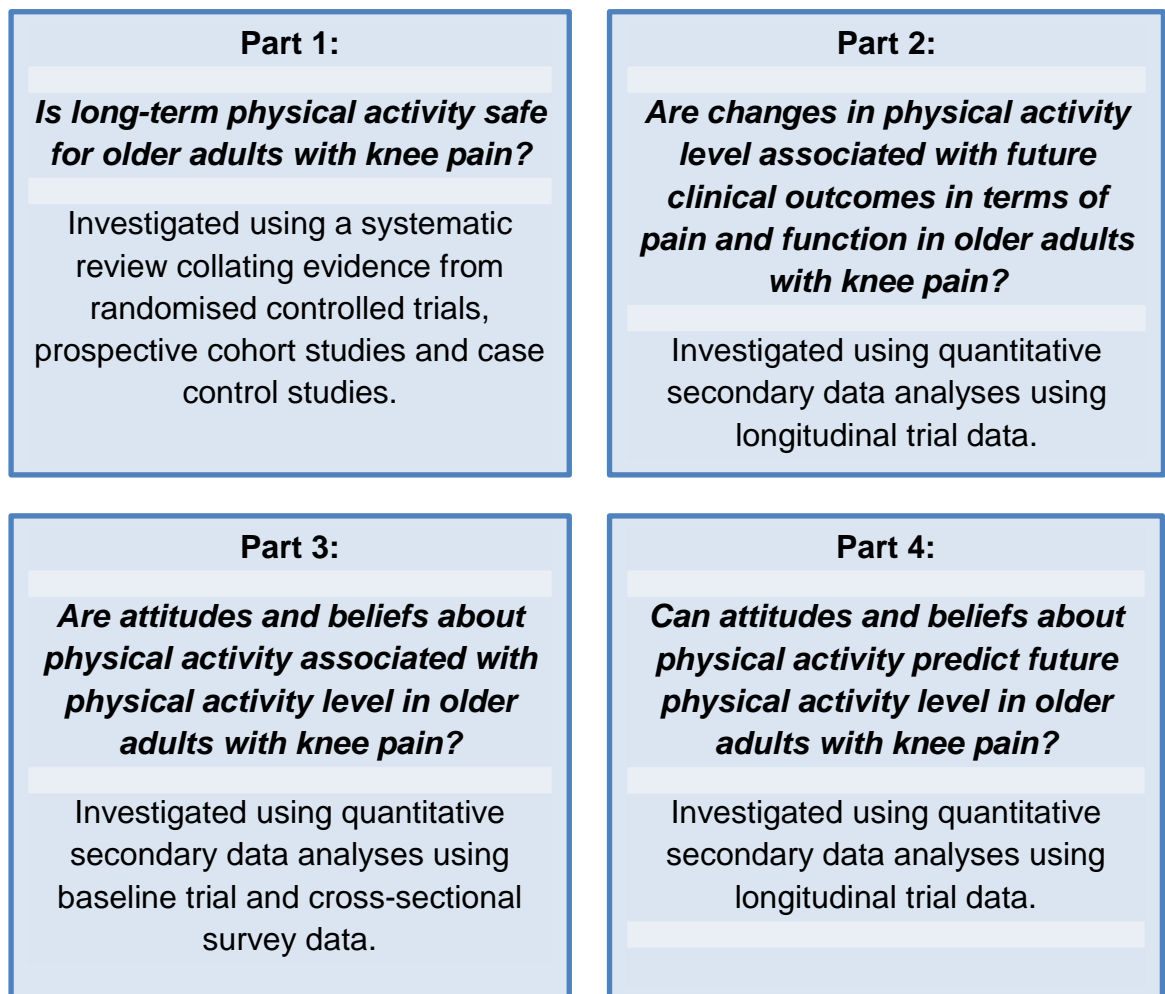 Part 1:
Is long-term physical activity safe
for older adults with knee pain?
Investigated using a systematic
review collating evidence from
randomised controlled trials,
prospective cohort studies and case
control studies.
Part 2:
Are changes in physical activity
level associated with future
clinical outcomes in terms of
pain and function in older adults
with knee pain?
Investigated using quantitative
secondary data analyses using
longitudinal trial data.
Part 3:
Are attitudes and beliefs about
physical activity associated with
physical activity level in older
adults with knee pain?
Investigated using quantitative
secondary data analyses using
baseline trial and cross-sectional
survey data.
Part 4:
Can attitudes and beliefs about
physical activity predict future
physical activity level in older
adults with knee pain?
Investigated using quantitative
secondary data analyses using
longitudinal trial data.